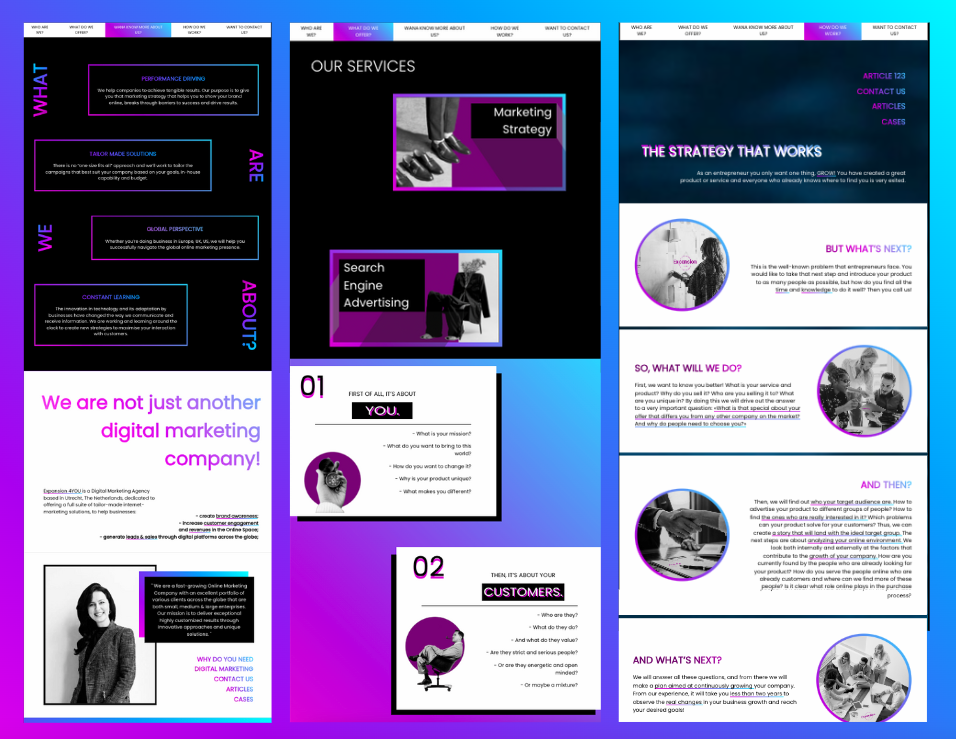 WHO ARE WE?
WHAT DO WE OFFER?
WANA KNOW MORE ABOUT US?
HOW DO WE WORK?
WANT TO CONTACT US?
WHAT
PERFORMANCE DRIVING
We help companies to achieve tangible results. Our purpose is to give
you that marketing strategy that helps you to show your brand
online, breaks through barriers to success and drive results.
TAILOR MADE SOLUTIONS
There is no "one-size fits all" approach and we'll work to tailor the
campaigns that best suit your company based on your goals, in-house
capability and budget.
ARE
WE
GLOBAL PERSPECTIVE
Whether you're doing business in Europe, UK, US, we will help you
successfully navigate the global online marketing presence.
CONSTANT LEARNING
The innovation in technology and its adaptation by
businesses have changed the way we communicate and
receive information. We are working and learning around the
clock to create new strategies to maximise your interaction
with customers.
ABOUT?
We are not just another
digital marketing
company!
Expansion 4YOU is a Digital Marketing Agency
based in Utrecht, The Netherlands, dedicated to
offering a full suite of tailor-made internet-
marketing solutions, to help businesses:
- create brand awareness;
- increase customer engagement
and revenues in the Online Space;
- generate leads & sales through digital platforms across the globe;
"We are a fast-growing Online Marketing
Company with an excellent portfolio of
various clients across the globe that are
both small, medium & large enterprises.
Our mission is to deliver exceptional
highly customised results through
innovative approaches and unique
solutions."
WHY DO YOU NEED
DIGITAL MARKETING
CONTACT US
ARTICLES
CASES
WHO ARE WE?
WHAT DO WE OFFER?
WANA KNOW MORE ABOUT US?
HOW DO WE WORK?
WANT TO CONTACT US?
OUR SERVICES
Marketing
Strategy
Search
Engine
Advertising
01
FIRST OF ALL, IT'S ABOUT
YOU.
- What is your mission?
- What do you want to bring to this
world?
- How do you want to change it?
- Why is your product unique?
- What makes you different?
02
THEN, IT'S ABOUT YOUR
CUSTOMERS.
- Who are they?
- What do they do?
- And what do they value?
- Are they strict and serious people?
- Or are they energetic and open
minded?
- Or maybe a mixture?
WHO ARE WE?
WHAT DO WE OFFER?
WANA KNOW MORE ABOUT US?
HOW DO WE WORK?
WANT TO CONTACT US?
ARTICLE 123
CONTACT US
ARTICLES
CASES
THE STRATEGY THAT WORKS
As an entrepreneur you only want one thing, GROW! You have created a great
product or service and everyone who already knows where to find you is very exited.
Expansion
BUT WHAT'S NEXT?
This is the well-known problem that entrepreneurs face. You
would like to take that next step and introduce your product
to as many people as possible, but how do you find all the
time and knowledge to do it well? Then you call us!
SO, WHAT WILL WE DO?
First, we want to know you better! What is your service and
product? Why do you sell it? Who are you selling it to? What
are you unique in? By doing this we will drive out the answer
to a very important question: «What is that special about your
offer that differs you from any other company on the market?
And why do people need to choose you?»
AND THEN?
Then, we will find out who your target audience are. How to
advertise your product to different groups of people? How to
find the ones who are really interested in it? Which problems
can your product solve for your customers? Thus, we can
create a story that will land with the ideal target group. The
next steps are about analyzing your online environment. We
look both internally and externally at the factors that
contribute to the growth of your company. How are you
currently found by the people who are already looking for
your product? How do you serve the people online who are
already customers and where can we find more of these
people? Is it clear what role online plays in the purchase
process?
AND WHAT'S NEXT?
We will answer all these questions, and from there we will
make a plan aimed at continuously growing your company.
From our experience, it will take you less than two years to
observe the real changes in your business growth and reach
your desired goals!